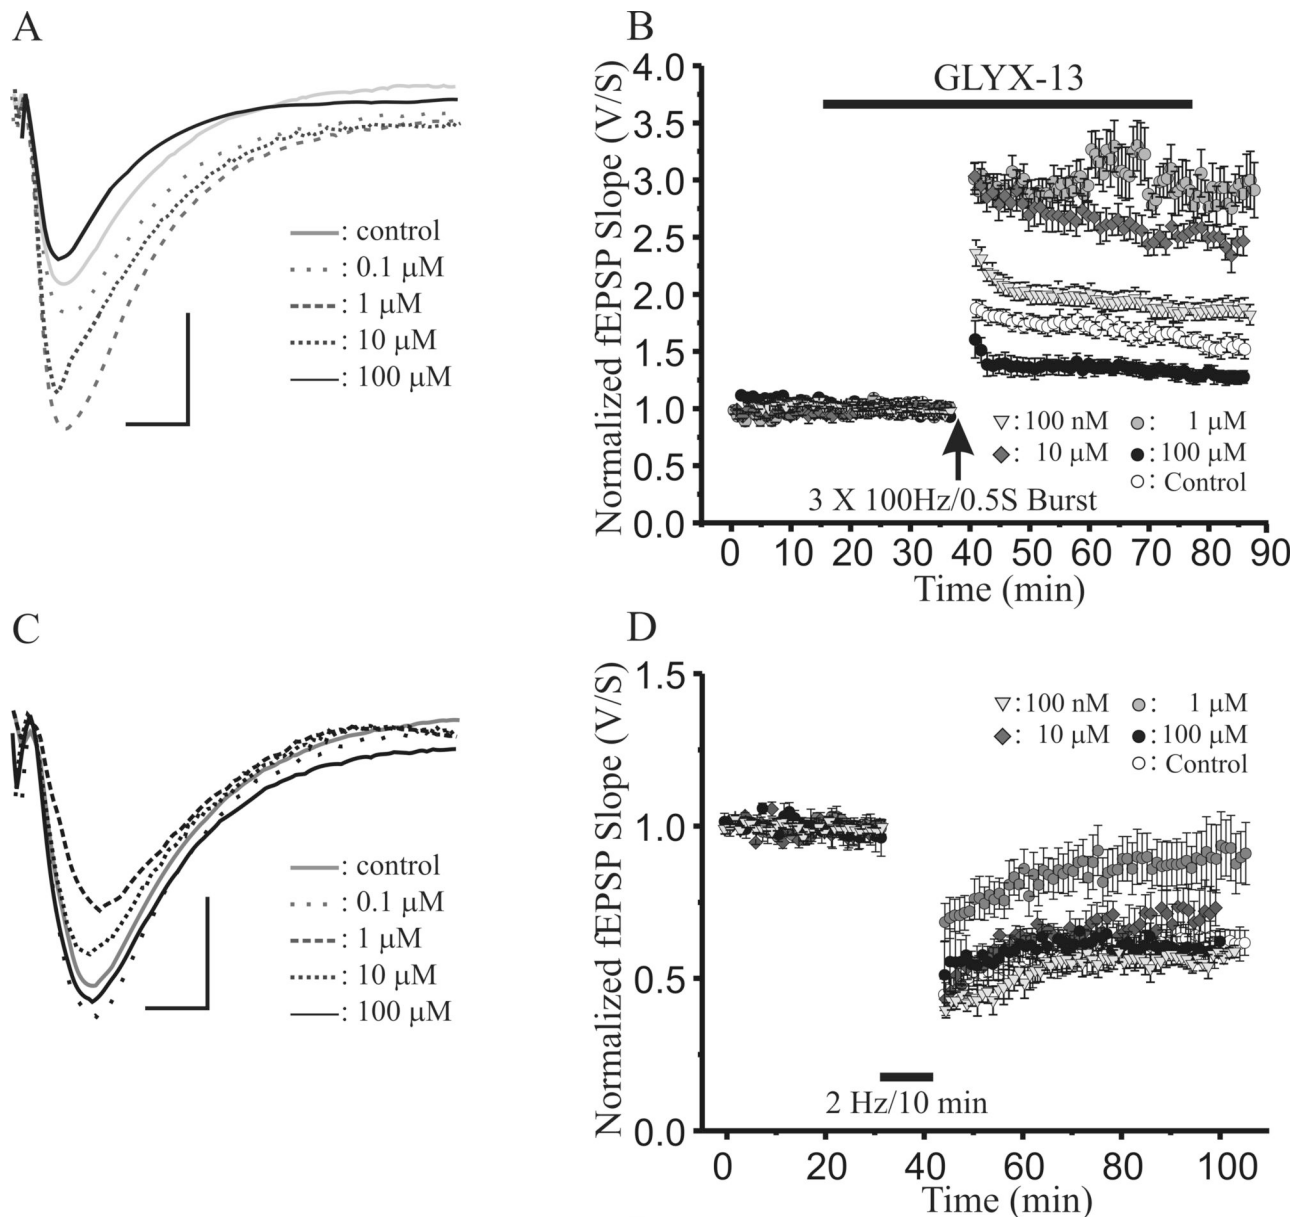 A
: control
: 0.1 μM
: 1 μM
: 10 μM
: 100 μM
B
Normalized fEPSP Slope (V/S)
4.0
3.5
3.0
2.5
2.0
1.5
1.0
0.5
0.0
GLYX-13
: 100 nM : 1 μM
: 10 μM : 100 μM
: Control
3 X 100Hz/0.5S Burst
0 10 20 30 40 50 60 70 80 90
Time (min)
C
: control
: 0.1 μM
: 1 μM
: 10 μM
: 100 μM
D
Normalized fEPSP Slope (V/S)
1.5
1.0
0.5
0.0
: 100 nM : 1 μM
: 10 μM : 100 μM
: Control
2 Hz/10 min
0 20 40 60 80 100
Time (min)